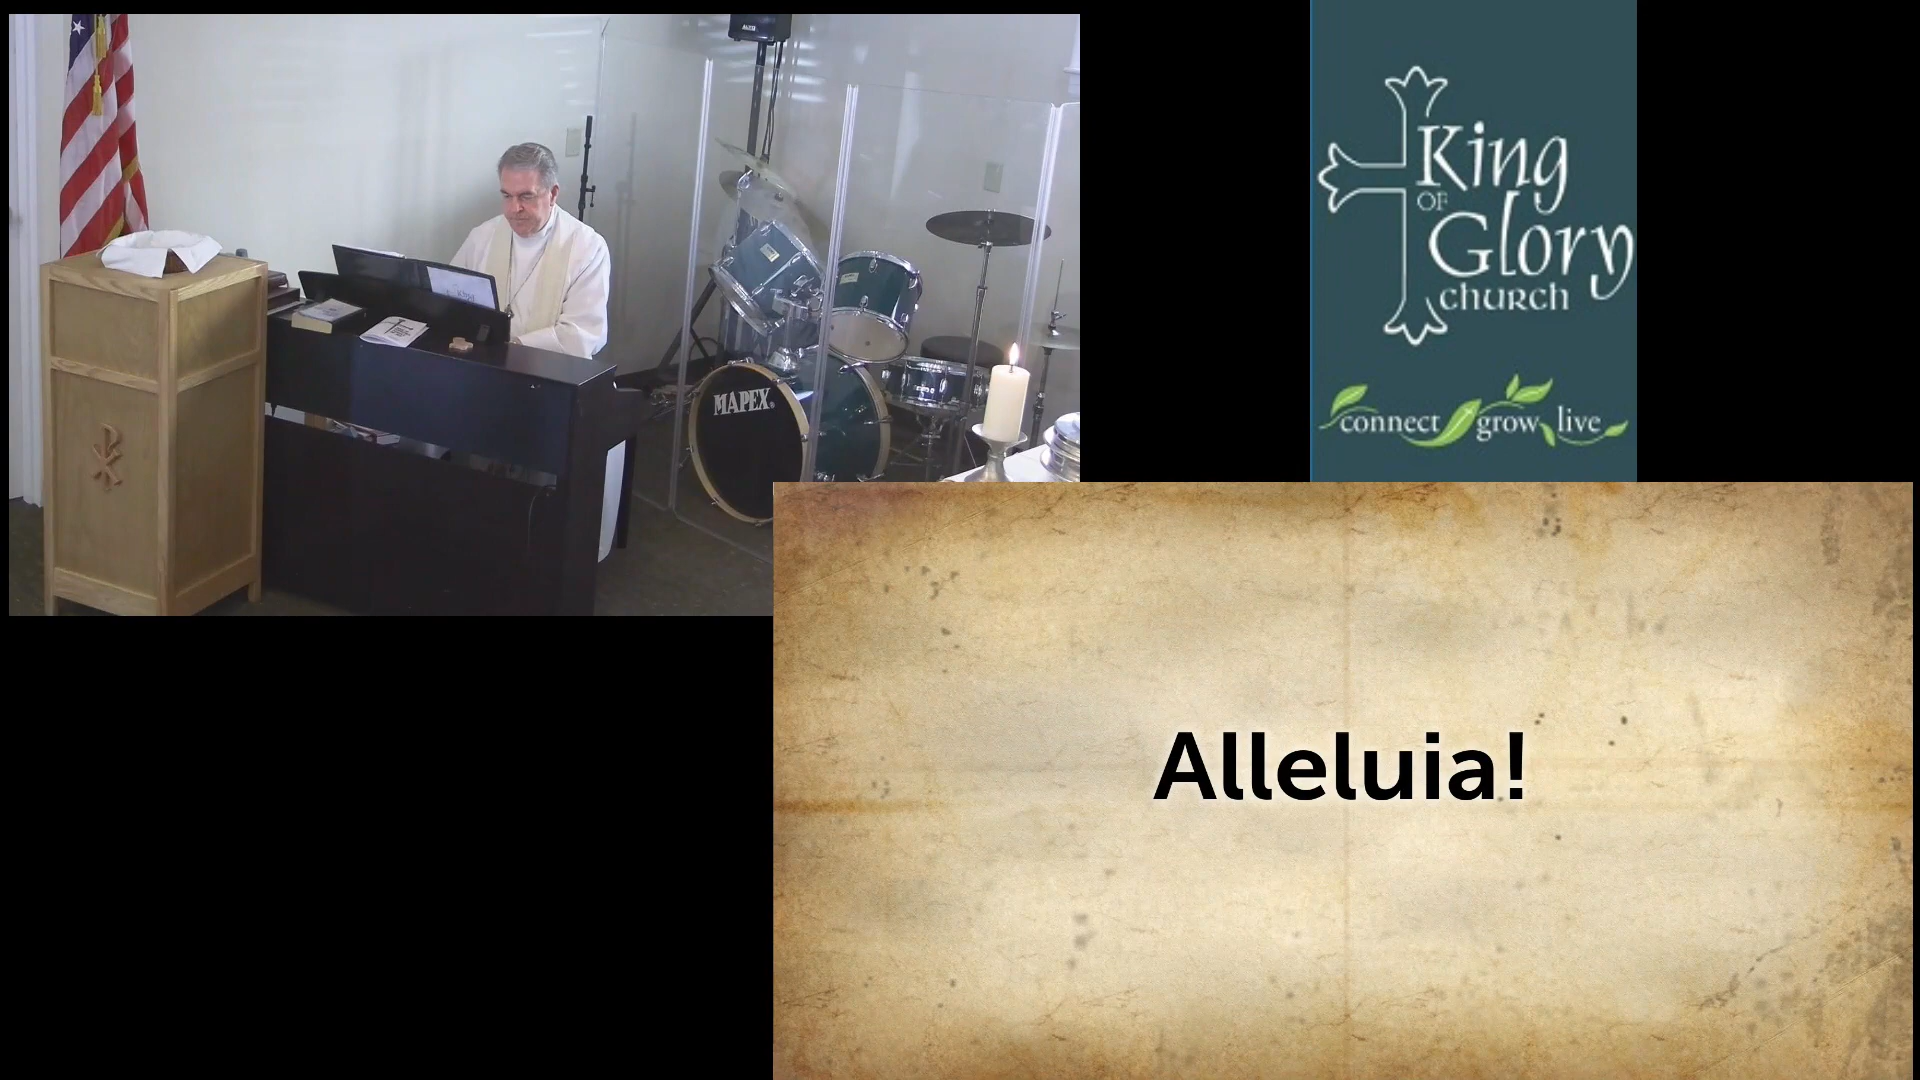 MAPEX
King
OF
Glory
church
connect grow live
Alleluia!